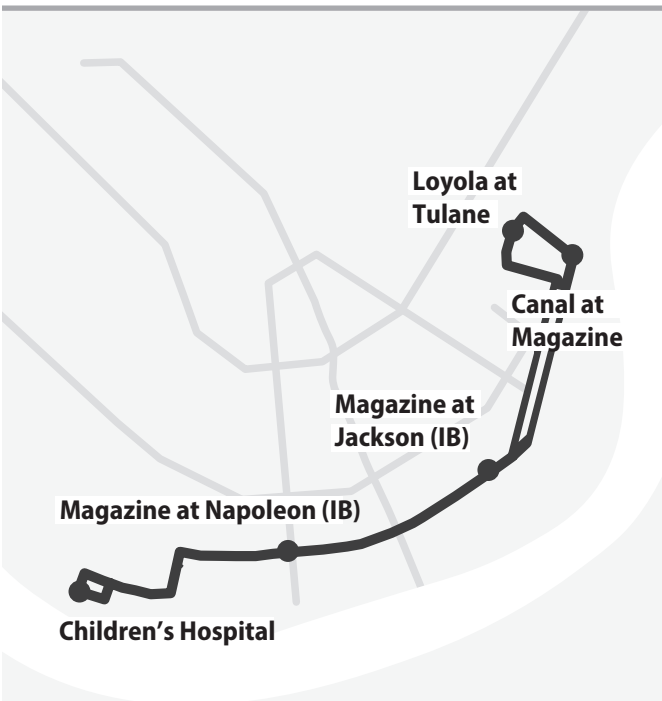 Loyola at
Tulane
Canal at
Magazine
Magazine at
Jackson (IB)
Magazine at Napoleon (IB)
Children’s Hospital